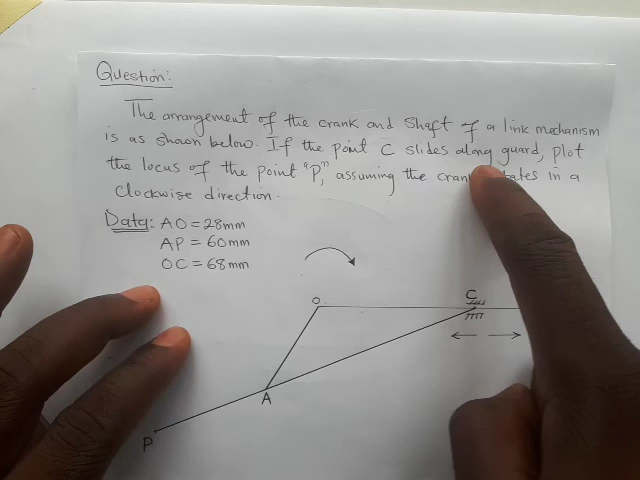 Question:
The arrangement of the crank and shaft of a link mechanism
is as shown below. If the point C slides along guard, plot
the locus of the point "P", assuming the in a
clockwise direction.
Data: AO = 28mm
AP = 60mm
OC = 68mm
O
C
A
P